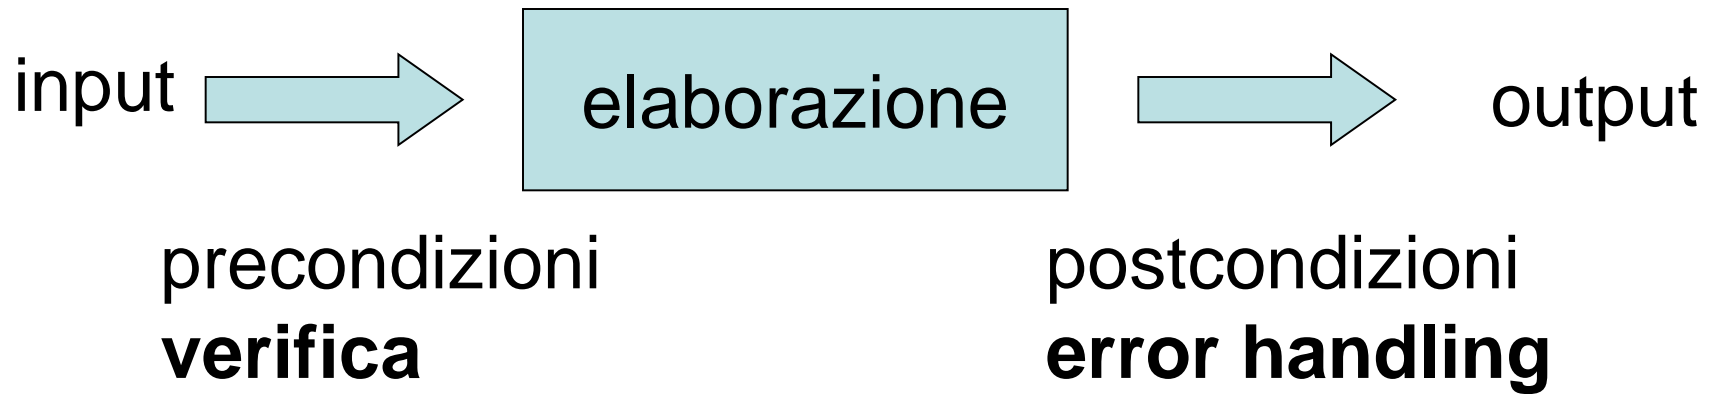 input
elaborazione
output
precondizioni
verifica
postcondizioni
error handling